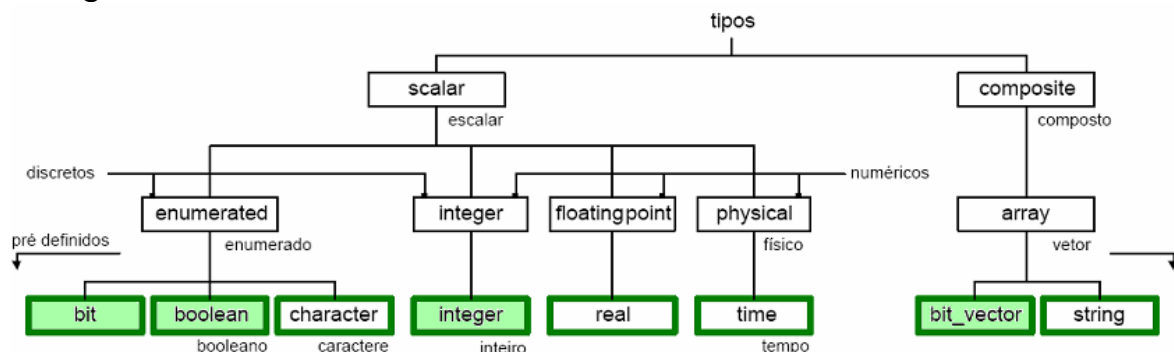 tipos
scalar composite
escalar composto
discretos numéricos
enumerated integer floatingpoint physical array
pré definidos enumerado físico vetor
bit boolean character integer real time bit_vector string
booleano caractere inteiro tempo